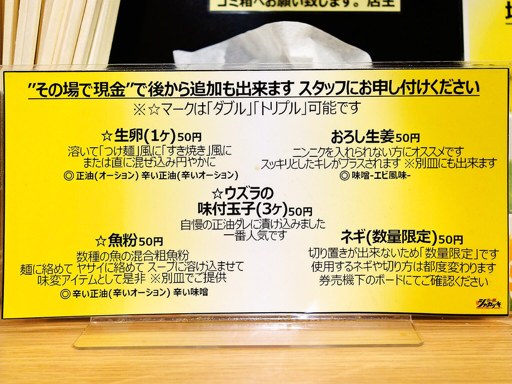 ゴミ箱へお願い致します。店主
"その場で現金"で後から追加も出来ます スタッフにお申し付けください
※☆マークは「ダブル」「トリプル」可能です
☆生卵(1ケ)50円
溶いて「つけ麺」風に「すき焼き」風に
または直に混ぜ込み円やかに
◎正油(オーション) 辛い正油(辛いオーション)
おろし生姜50円
ニンニクを入れられない方にオススメです
スッキリとしたキレがプラスされます ※別皿にも出来ます
◎味噌-エビ風味-
☆ウズラの
味付玉子(3ケ)50円
自慢の正油ダレに漬け込みました
一番人気です
☆魚粉50円
数種の魚の混合粗魚粉
麺に絡めて ヤサイに絡めて スープに溶け込ませて
味変アイテムとして是非 ※別皿でご提供
◎辛い正油(辛いオーション) 辛い味噌
ネギ(数量限定)50円
切り置きが出来ないため「数量限定」です
使用するネギや切り方は都度変わります
券売機下のボードにてご確認ください